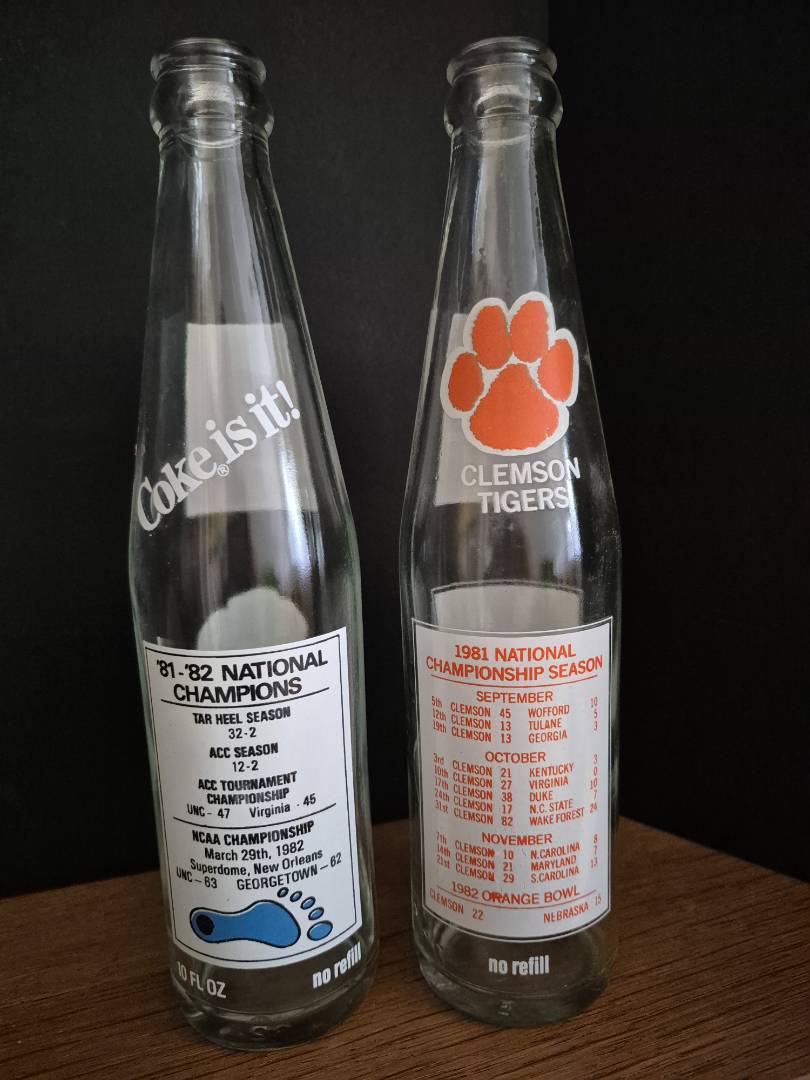 Coke is it!
®
'81-'82 NATIONAL
CHAMPIONS
TAR HEEL SEASON
32-2
ACC SEASON
12-2
ACC TOURNAMENT
CHAMPIONSHIP
UNC - 47 Virginia - 45
NCAA CHAMPIONSHIP
March 29th, 1982
Superdome, New Orleans
UNC - 63 GEORGETOWN - 62
10 FL OZ no refill
CLEMSON
TIGERS
1981 NATIONAL
CHAMPIONSHIP SEASON
SEPTEMBER
5th CLEMSON 45 WOFFORD 10
12th CLEMSON 13 TULANE 5
19th CLEMSON 13 GEORGIA 3
OCTOBER
3rd CLEMSON 21 KENTUCKY 3
10th CLEMSON 27 VIRGINIA 0
17th CLEMSON 38 DUKE 10
24th CLEMSON 17 N.C. STATE 7
31st CLEMSON 82 WAKE FOREST 24
NOVEMBER
7th CLEMSON 10 N.CAROLINA 8
14th CLEMSON 21 MARYLAND 7
21st CLEMSON 29 S.CAROLINA 13
1982 ORANGE BOWL
CLEMSON 22 NEBRASKA 15
no refill